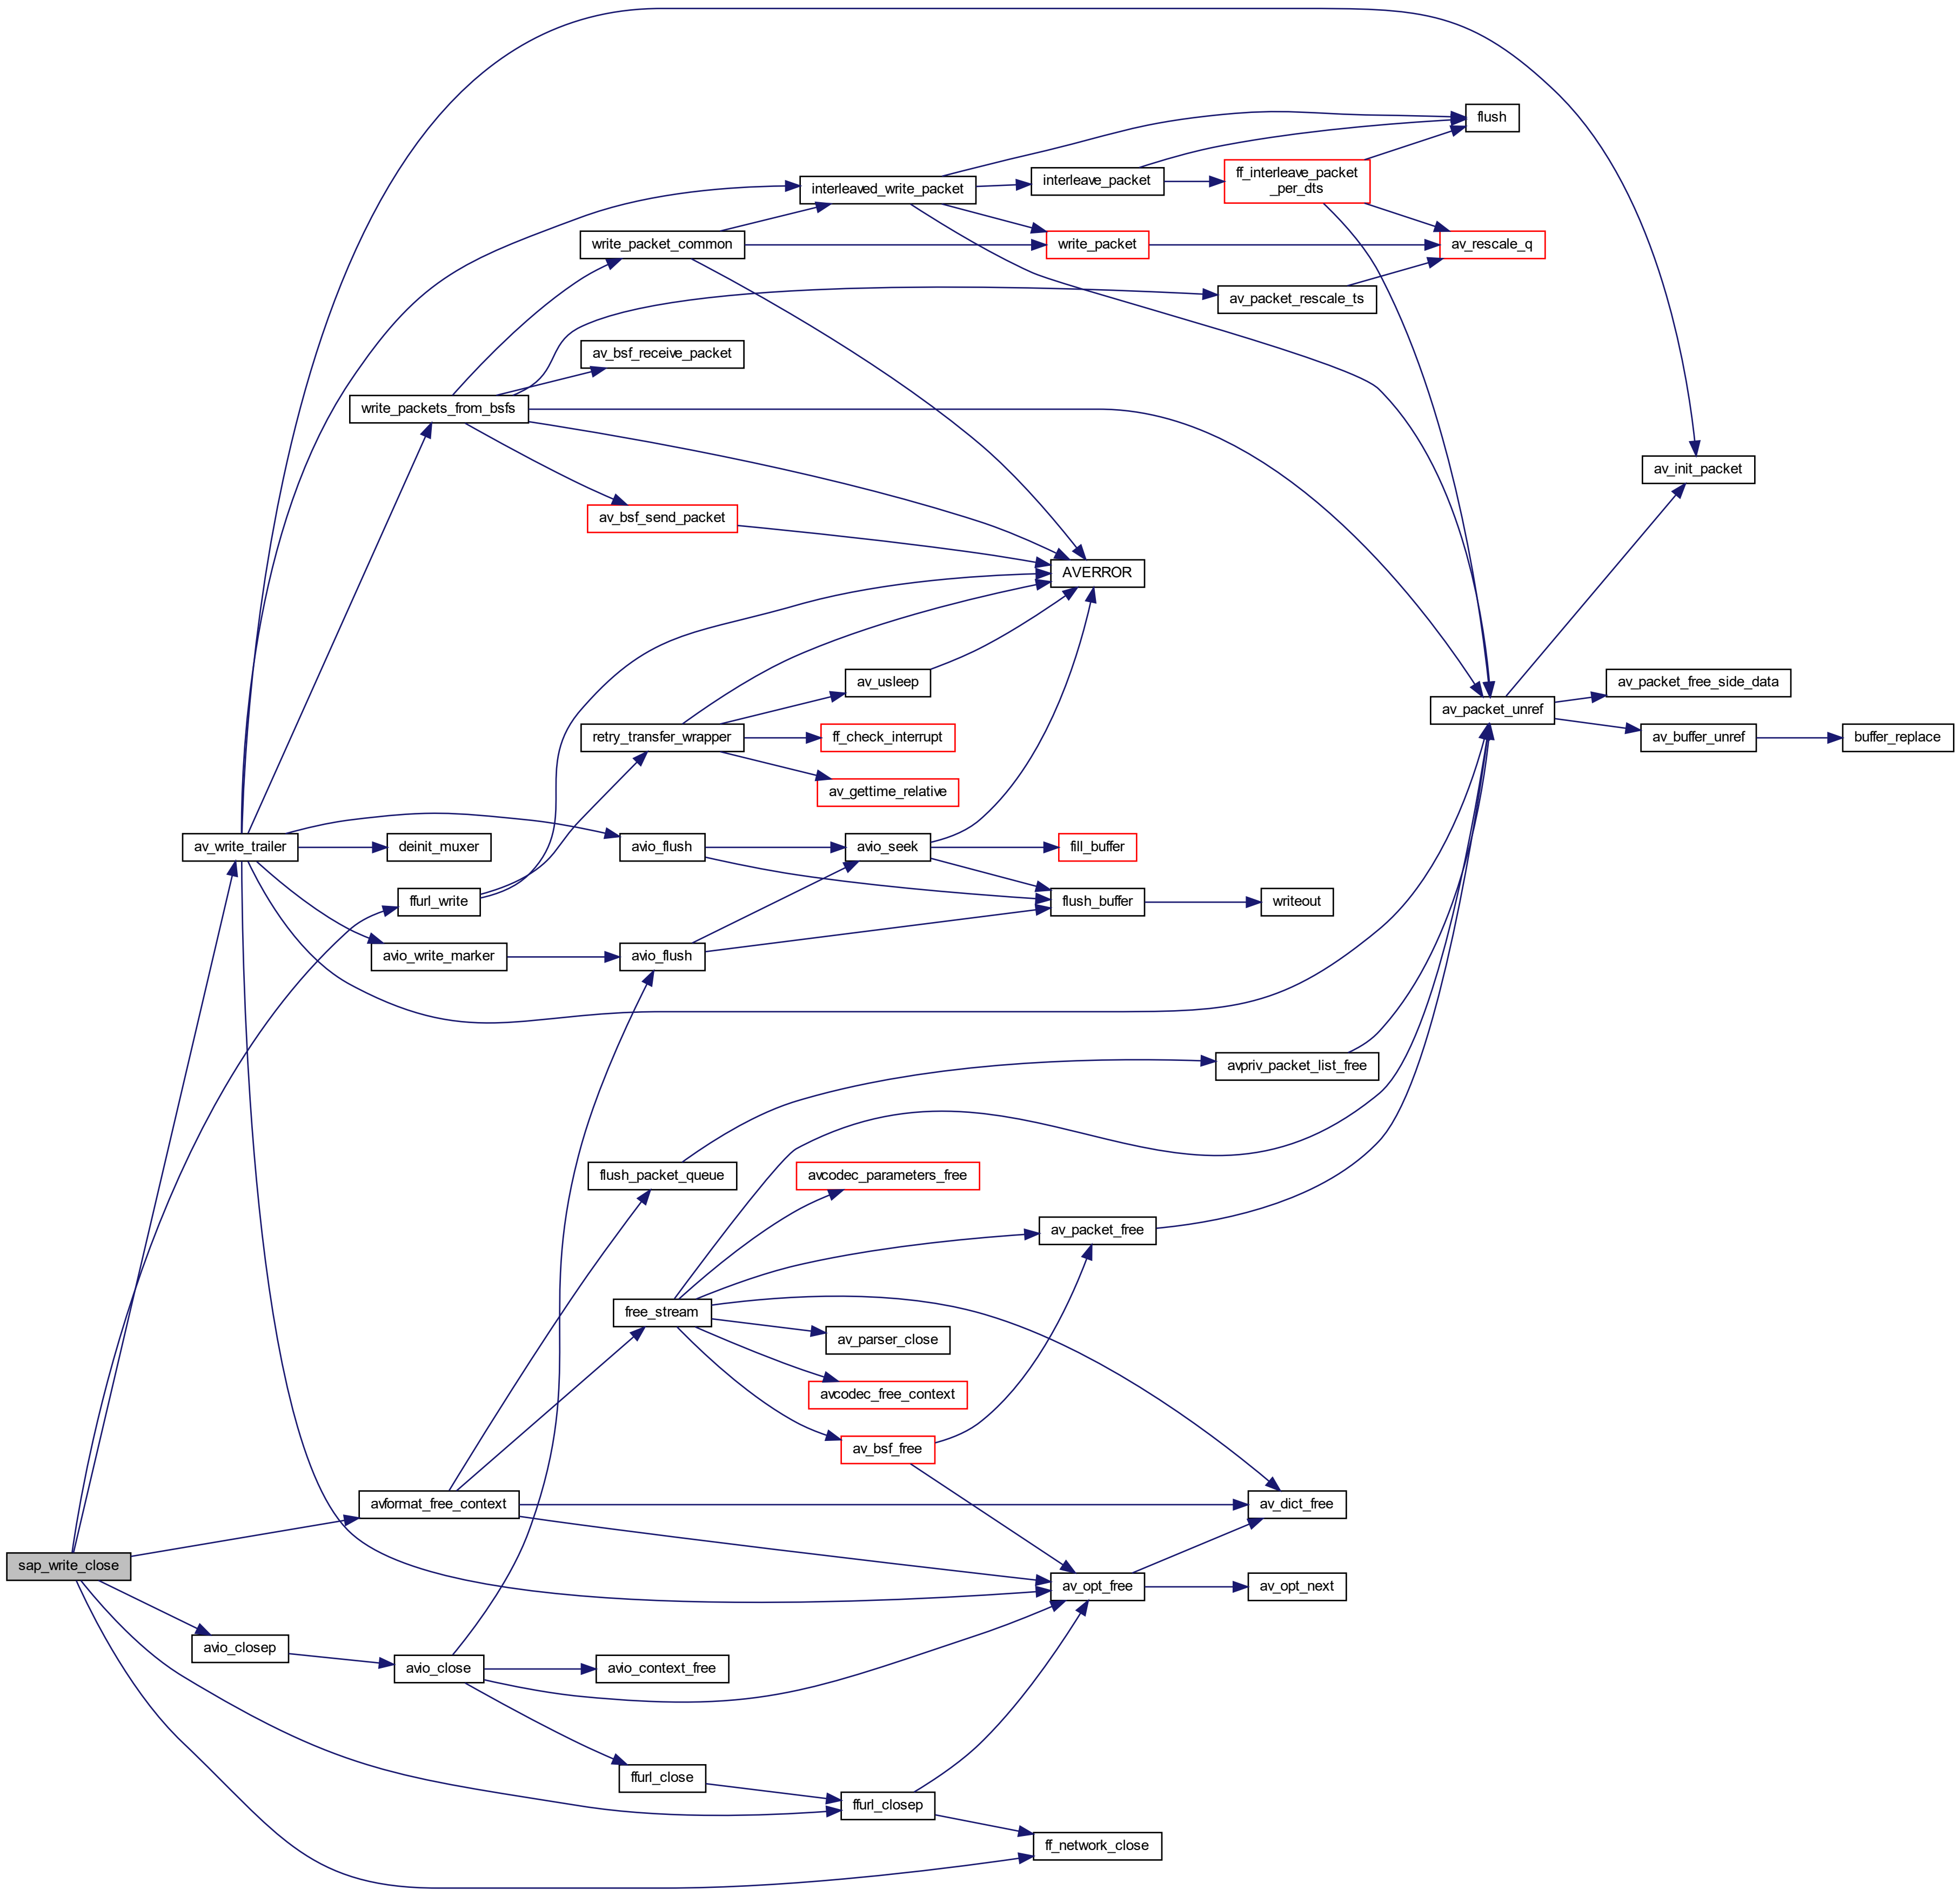 flush
interleaved_write_packet
interleave_packet
ff_interleave_packet
_per_dts
write_packet_common
write_packet
av_rescale_q
av_packet_rescale_ts
av_bsf_receive_packet
write_packets_from_bsfs
av_init_packet
av_bsf_send_packet
AVERROR
av_usleep
av_packet_free_side_data
av_packet_unref
retry_transfer_wrapper
ff_check_interrupt
av_buffer_unref
buffer_replace
av_gettime_relative
av_write_trailer
deinit_muxer
avio_flush
avio_seek
fill_buffer
ffurl_write
flush_buffer
writeout
avio_write_marker
avio_flush
avpriv_packet_list_free
flush_packet_queue
avcodec_parameters_free
av_packet_free
free_stream
av_parser_close
avcodec_free_context
av_bsf_free
avformat_free_context
av_dict_free
sap_write_close
av_opt_free
av_opt_next
avio_closep
avio_close
avio_context_free
ffurl_close
ffurl_closep
ff_network_close